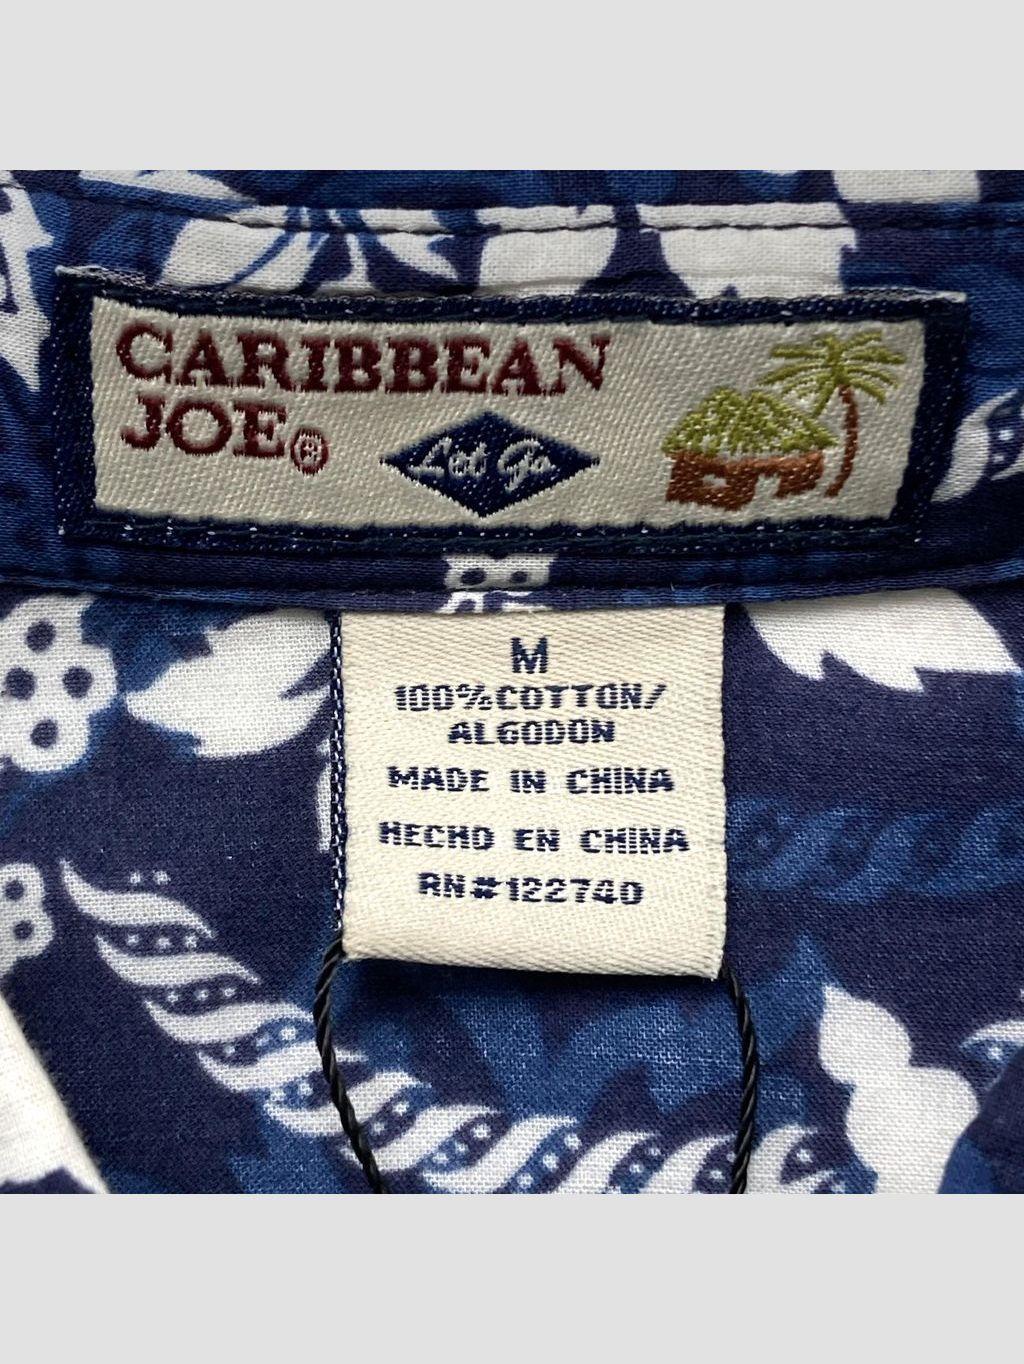 CARIBBEAN
JOE®
Let Go
M
100%COTTON/
ALGODON
MADE IN CHINA
HECHO EN CHINA
RN#122740